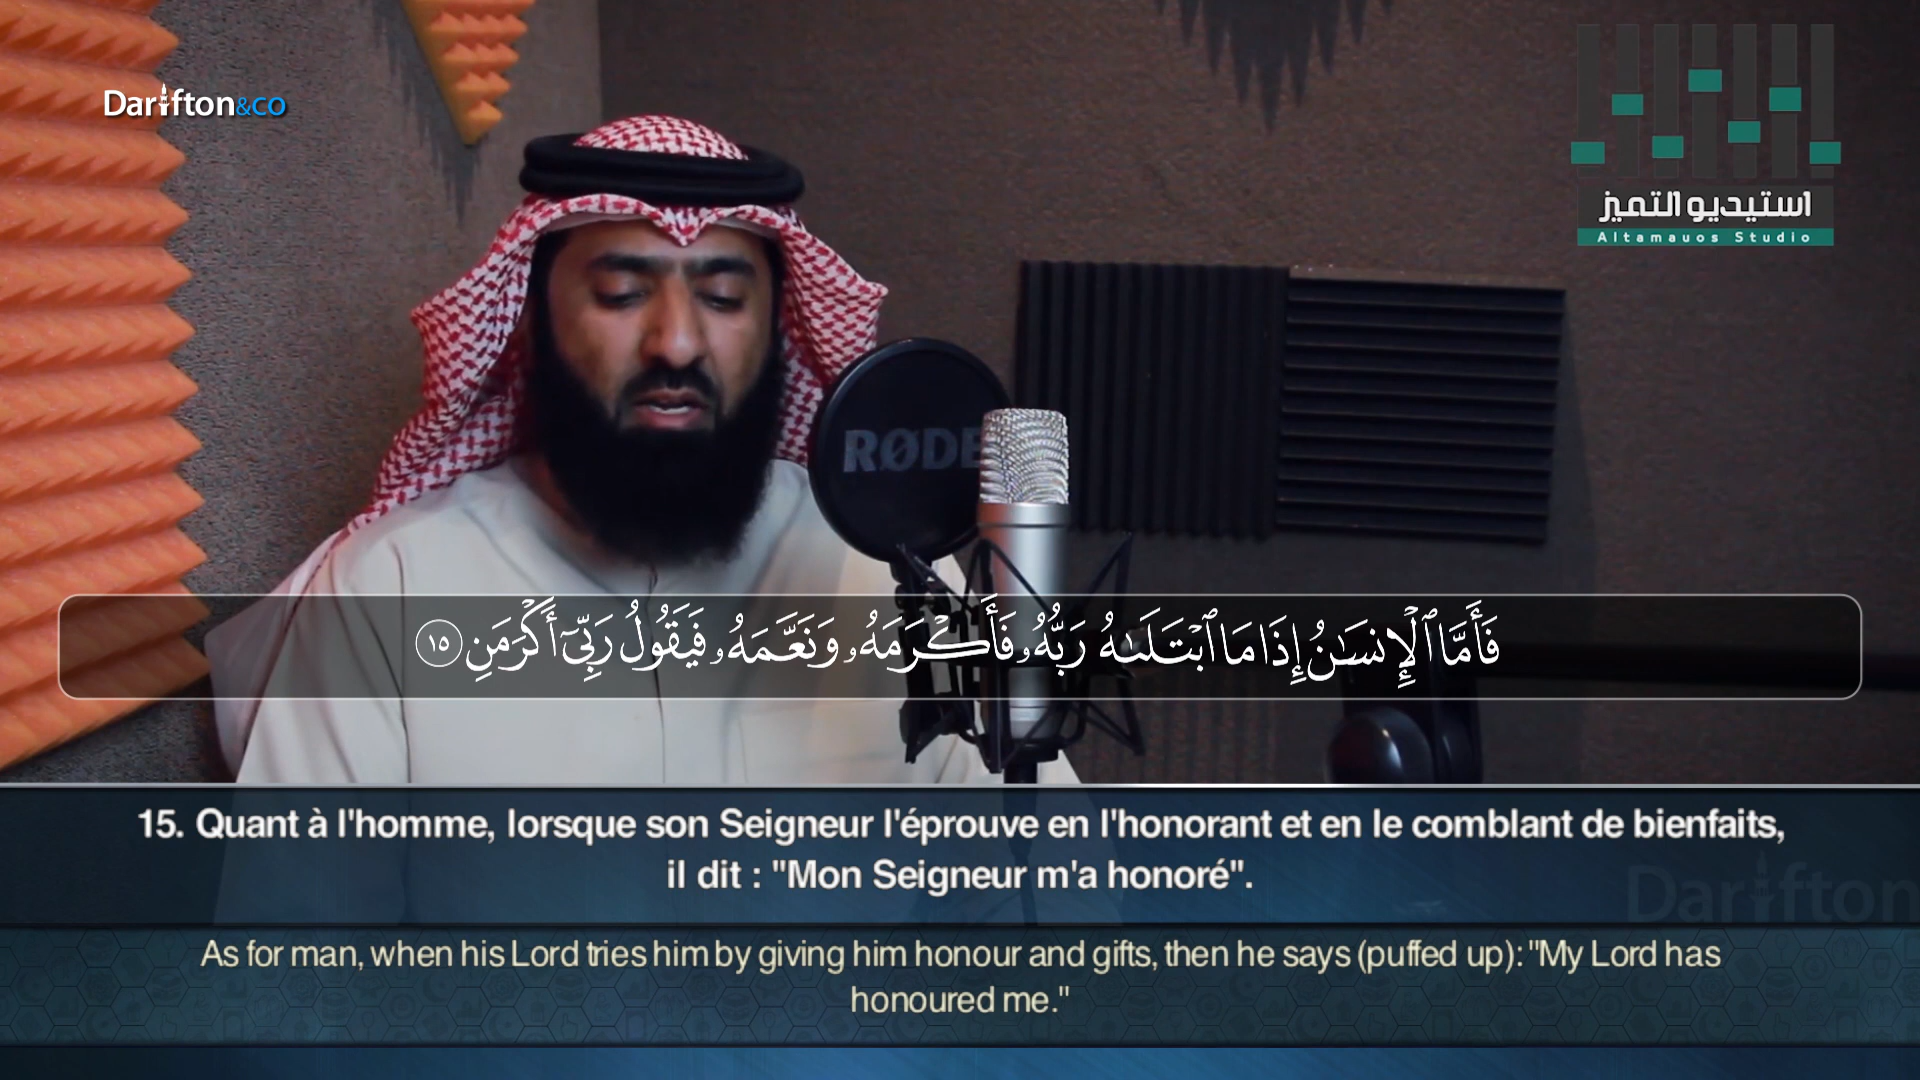 Darifton&co
استيديو التميز
Altamauos Studio
RØDE
فَأَمَّا ٱلْإِنسَـٰنُ إِذَا مَا ٱبْتَلَىٰهُ رَبُّهُۥ فَأَكْرَمَهُۥ وَنَعَّمَهُۥ فَيَقُولُ رَبِّىٓ أَكْرَمَنِ ١٥
15. Quant à l'homme, lorsque son Seigneur l'éprouve en l'honorant et en le comblant de bienfaits,
il dit : "Mon Seigneur m'a honoré".
Darifton
As for man, when his Lord tries him by giving him honour and gifts, then he says (puffed up): "My Lord has
honoured me."